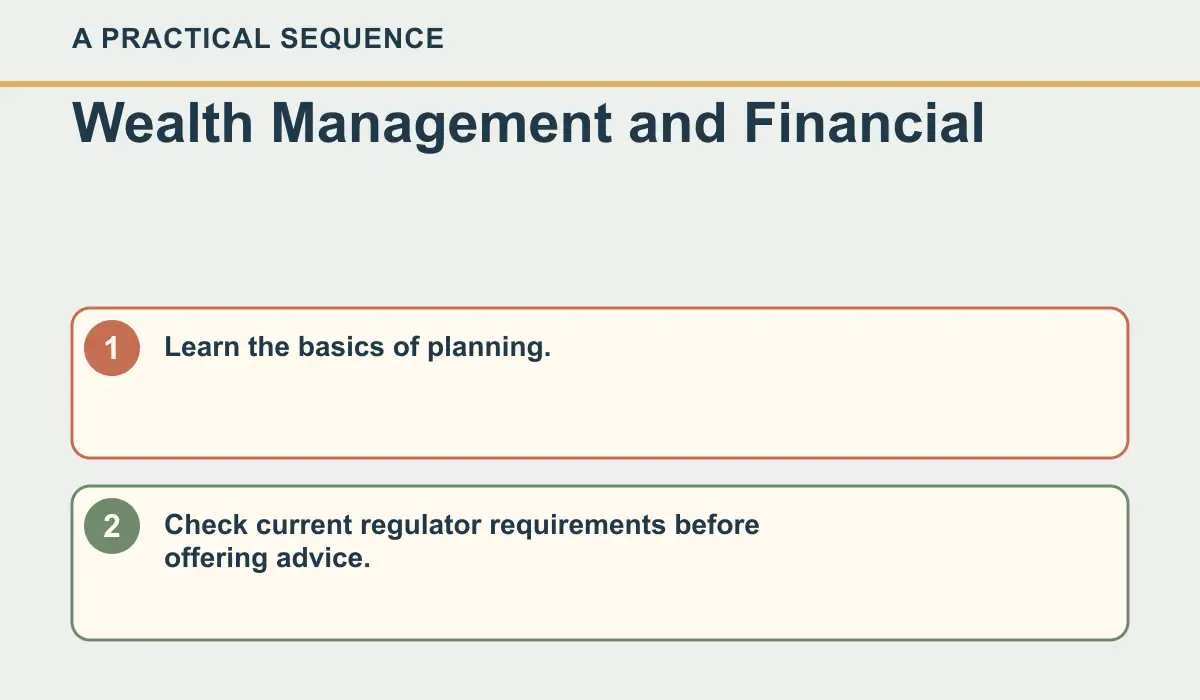 A PRACTICAL SEQUENCE
Wealth Management and Financial
1
Learn the basics of planning.
2
Check current regulator requirements before
offering advice.